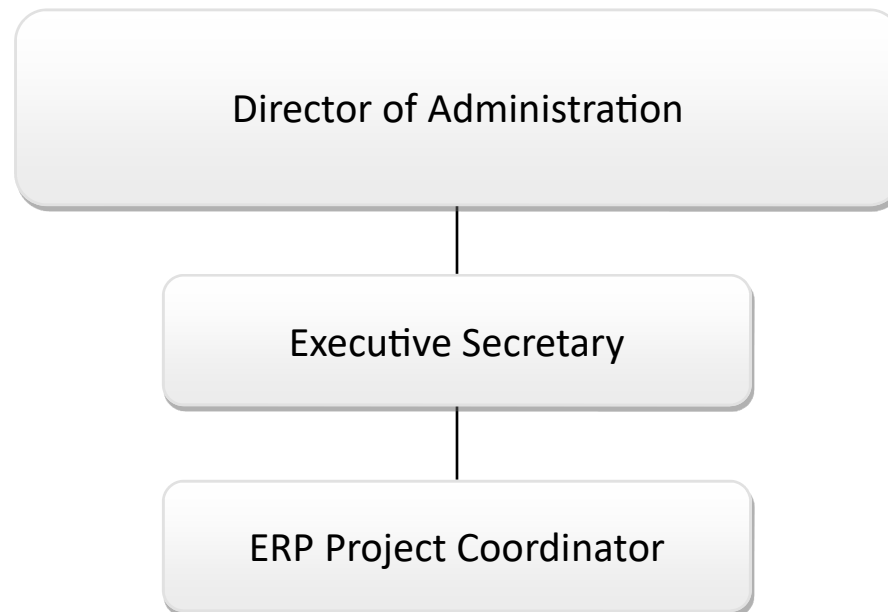 Director of Administration
Executive Secretary
ERP Project Coordinator